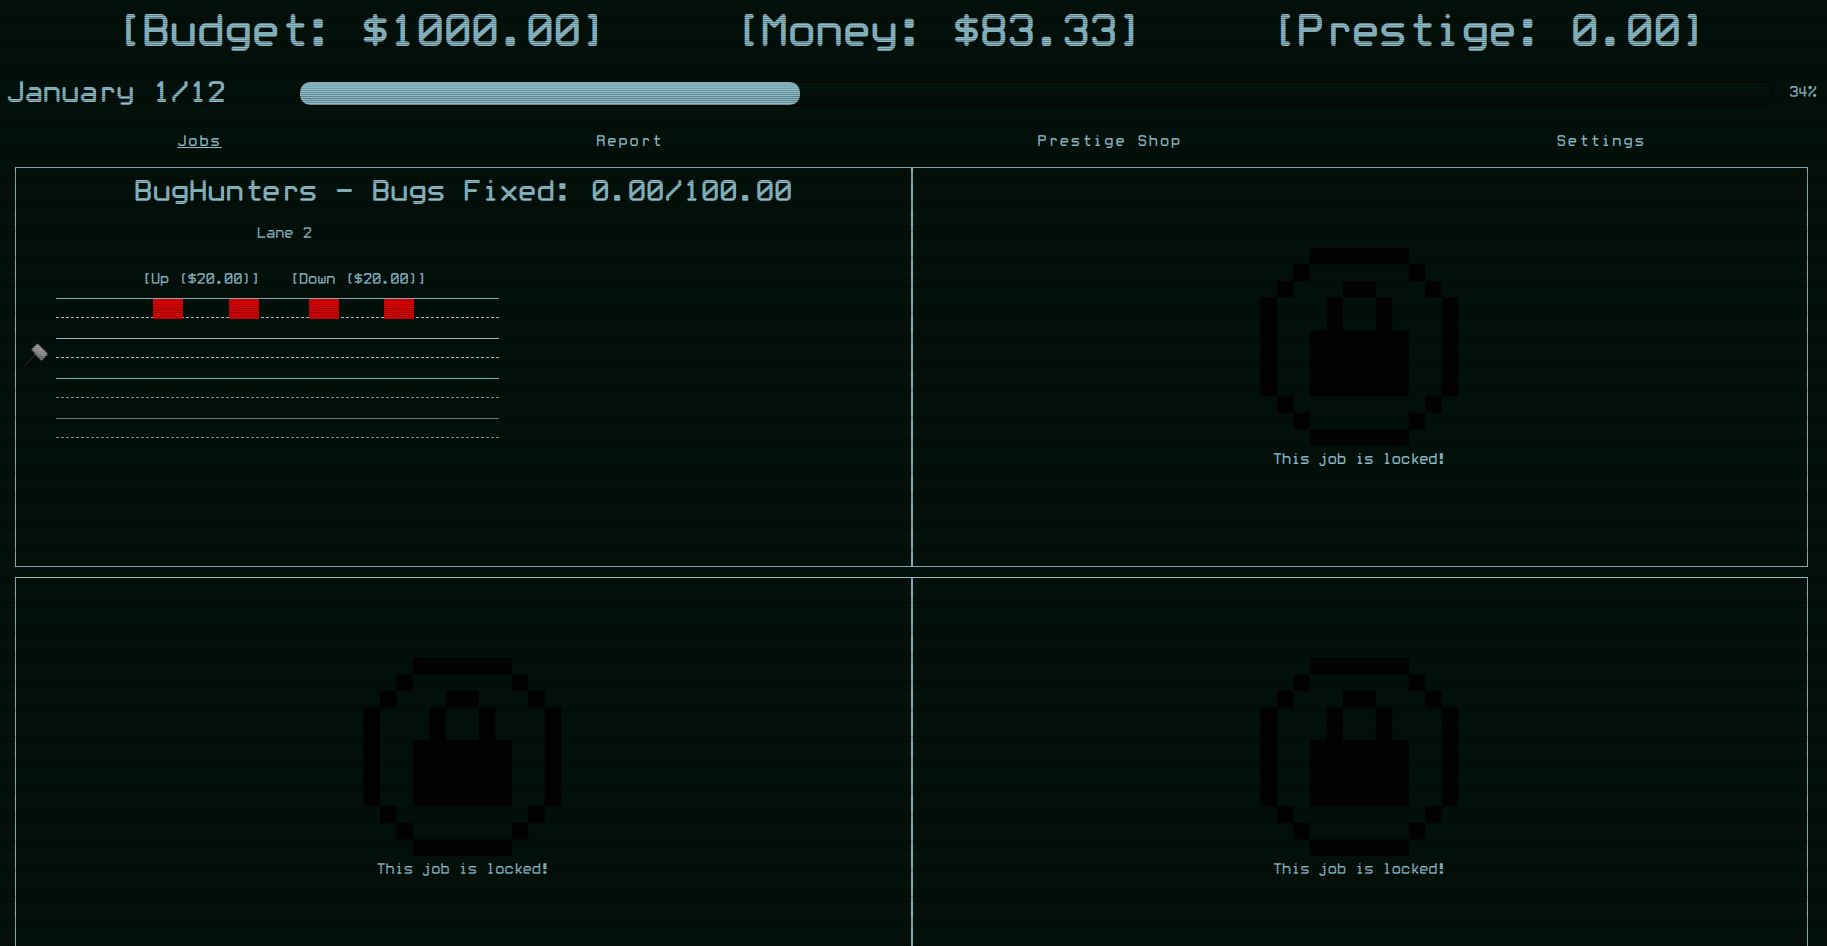 [Budget: $1000.00] [Money: $83.33] [Prestige: 0.00]
January 1/12 34%
Jobs Report Prestige Shop Settings
BugHunters - Bugs Fixed: 0.00/100.00
Lane 2
[Up ($20.00)] [Down ($20.00)]
This job is locked!
This job is locked!
This job is locked!